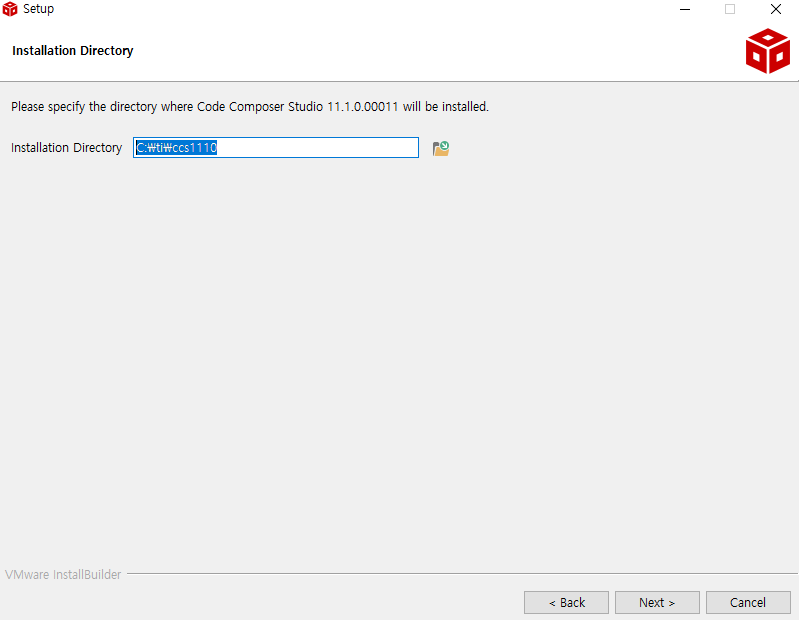 Setup
Installation Directory
Please specify the directory where Code Composer Studio 11.1.0.00011 will be installed.
Installation Directory C:₩ti₩ccs1110
VMware InstallBuilder
< Back Next > Cancel